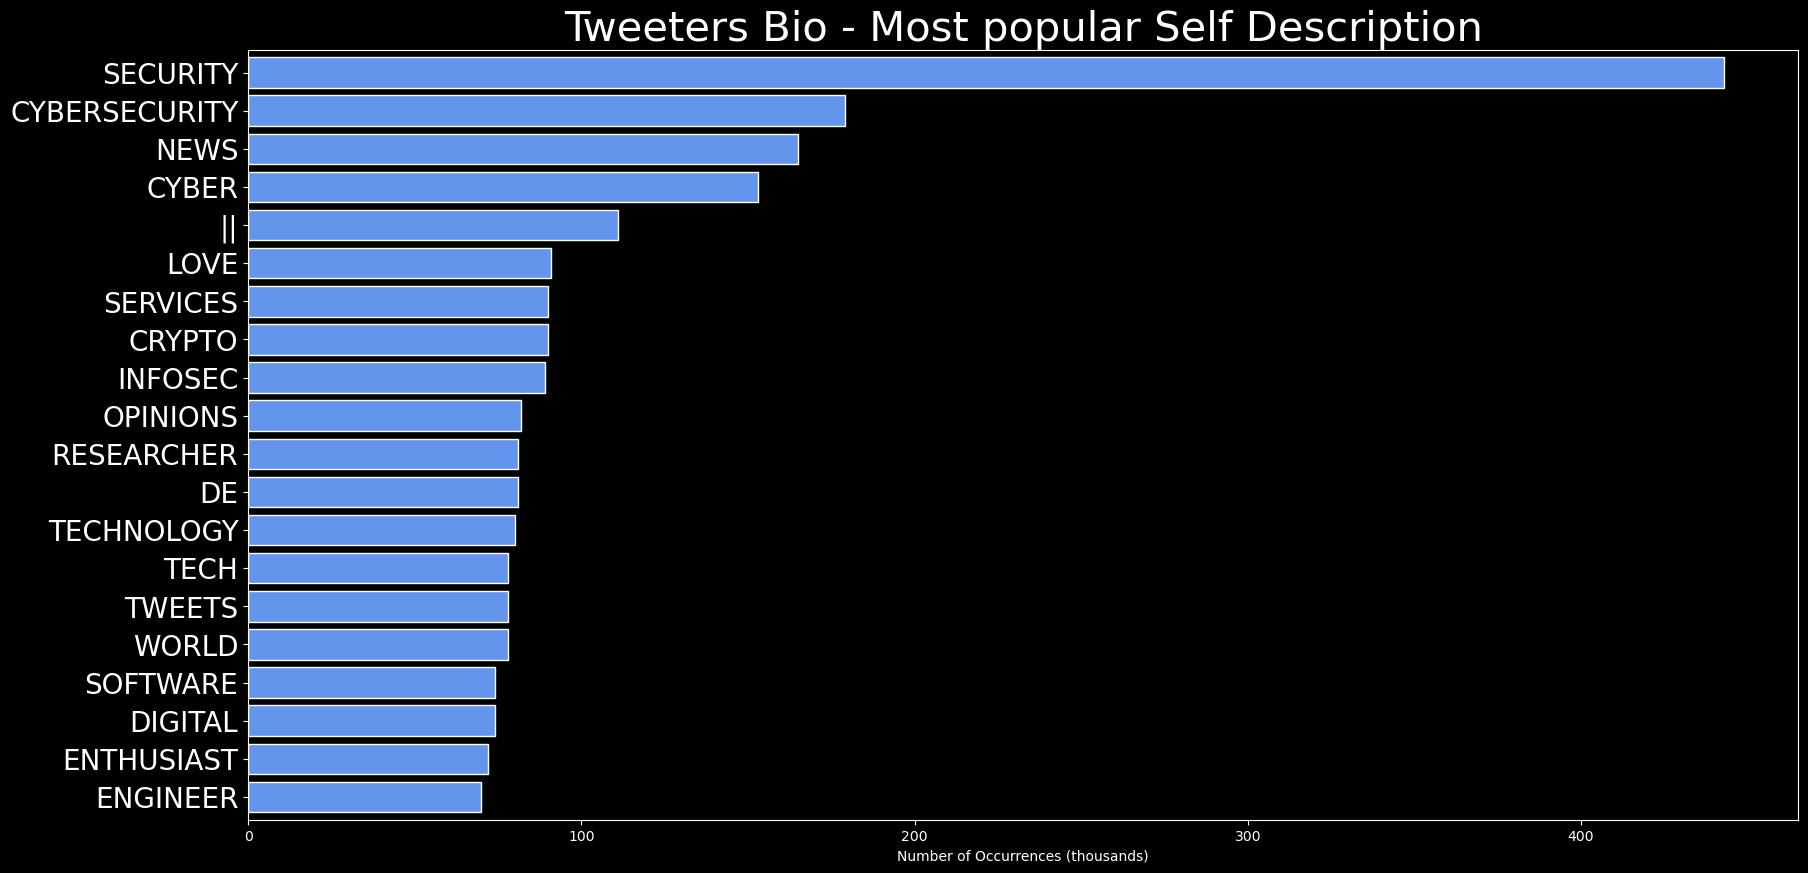 Tweeters Bio - Most popular Self Description
SECURITY
CYBERSECURITY
NEWS
CYBER
||
LOVE
SERVICES
CRYPTO
INFOSEC
OPINIONS
RESEARCHER
DE
TECHNOLOGY
TECH
TWEETS
WORLD
SOFTWARE
DIGITAL
ENTHUSIAST
ENGINEER
0 100 200 300 400
Number of Occurrences (thousands)